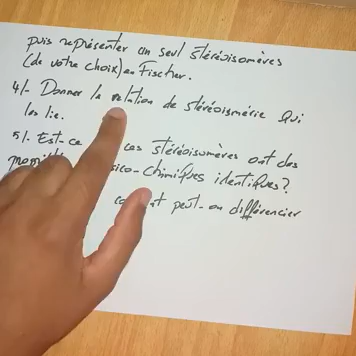 puis représenter un seul stéréoisomères
(de votre choix) en Fischer.
4/- Donner la relation de stéréoisomérie qui
les lie.
5/- Est-ce ces stéréoisomères ont des
chimiques identiques?
peut-on différencier